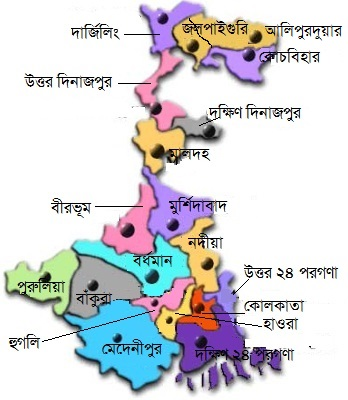 দার্জিলিং
জলপাইগুরি
আলিপুরদুয়ার
কোচবিহার
উত্তর দিনাজপুর
দক্ষিণ দিনাজপুর
মালদহ
বীরভূম
মুর্শিদাবাদ
নদীয়া
বর্ধমান
উত্তর ২৪ পরগণা
পুরুলিয়া
বাঁকুরা
কোলকাতা
হাওরা
হুগলি
মেদেনীপুর
দক্ষিণ ২৪ পরগণা